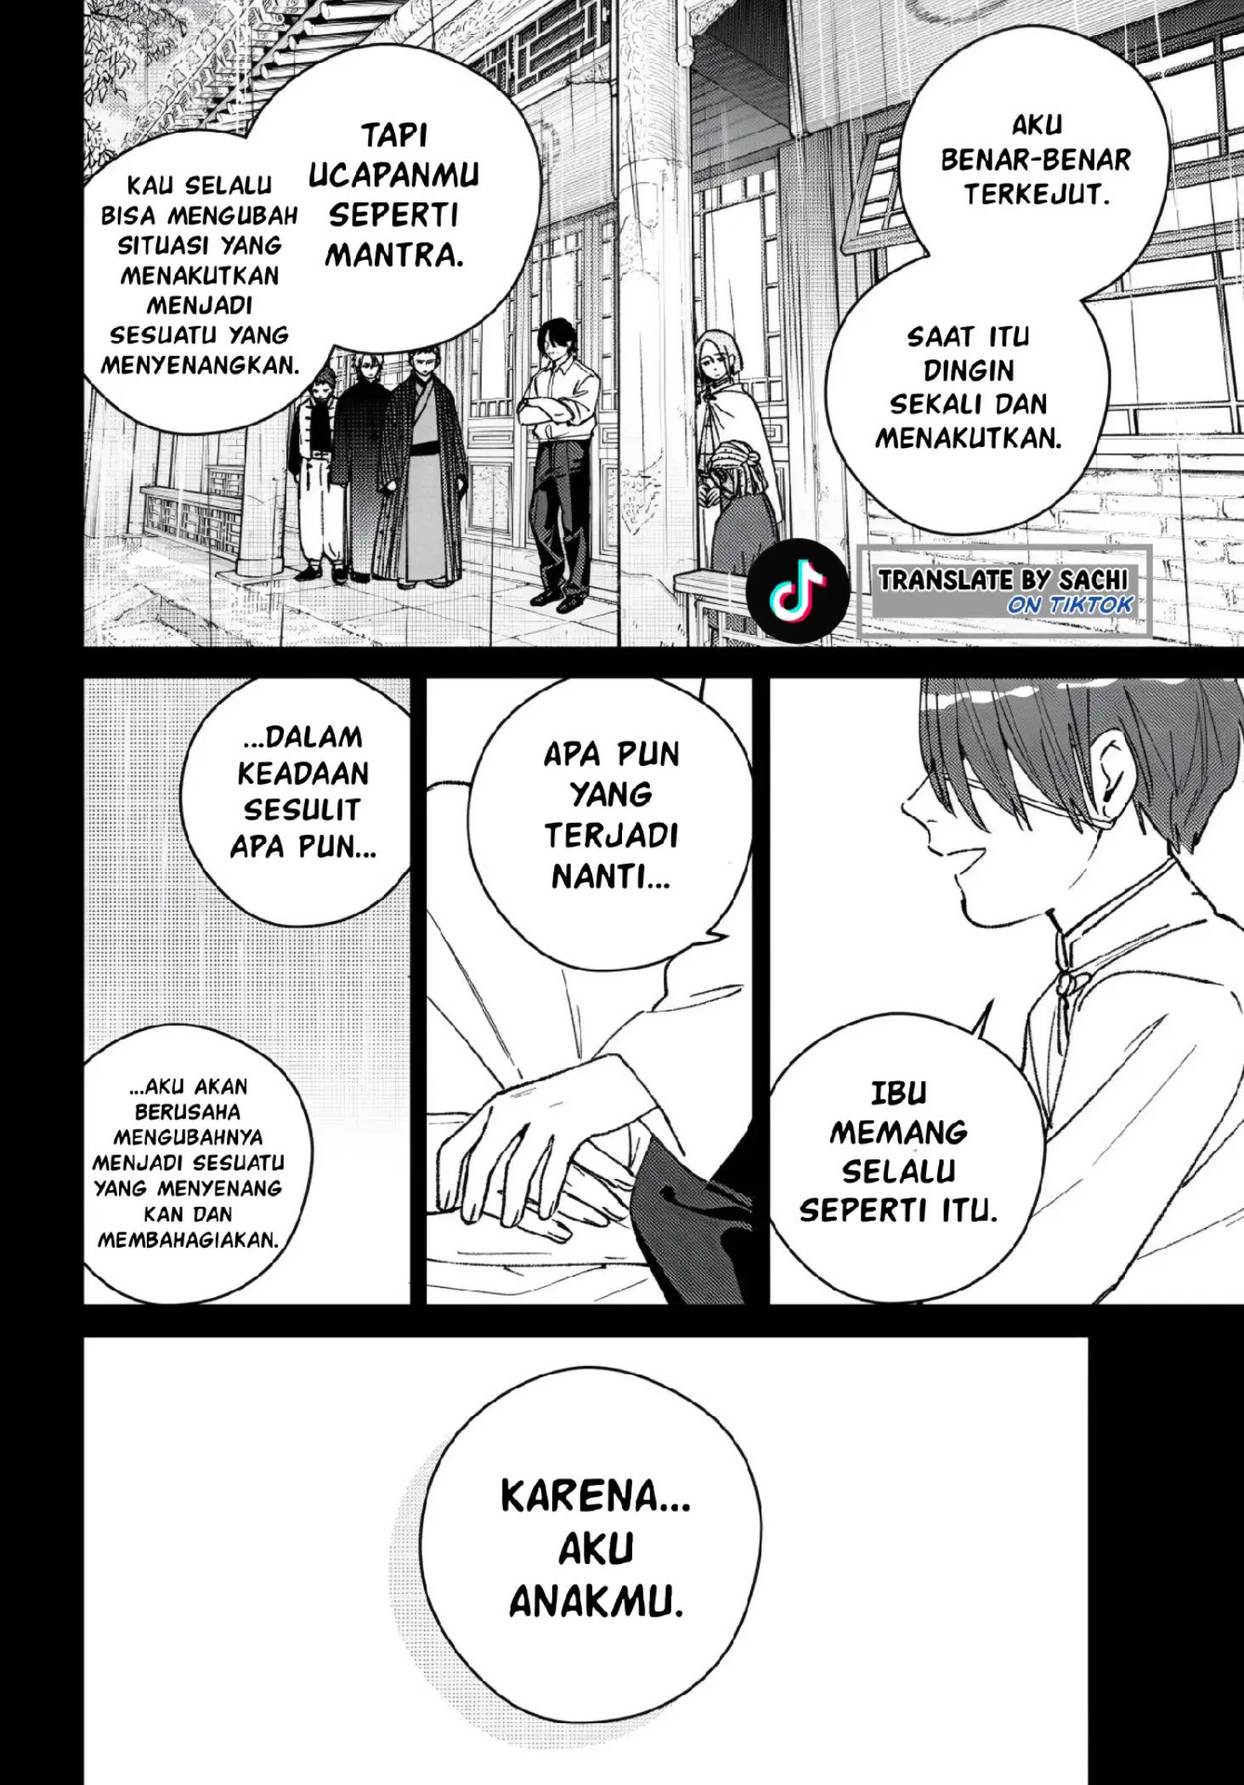 AKU
BENAR-BENAR
TERKEJUT.
SAAT ITU
DINGIN
SEKALI DAN
MENAKUTKAN.
TAPI
UCAPANMU
SEPERTI
MANTRA.
KAU SELALU
BISA MENGUBAH
SITUASI YANG
MENAKUTKAN
MENJADI
SESUATU YANG
MENYENANGKAN.
TRANSLATE BY SACHI
ON TIKTOK
IBU
MEMANG
SELALU
SEPERTI ITU.
APA PUN
YANG
TERJADI
NANTI...
...DALAM
KEADAAN
SESULIT
APA PUN...
...AKU AKAN
BERUSAHA
MENGUBAHNYA
MENJADI SESUATU
YANG MENYENANG
KAN DAN
MEMBAHAGIAKAN.
KARENA...
AKU
ANAKMU.